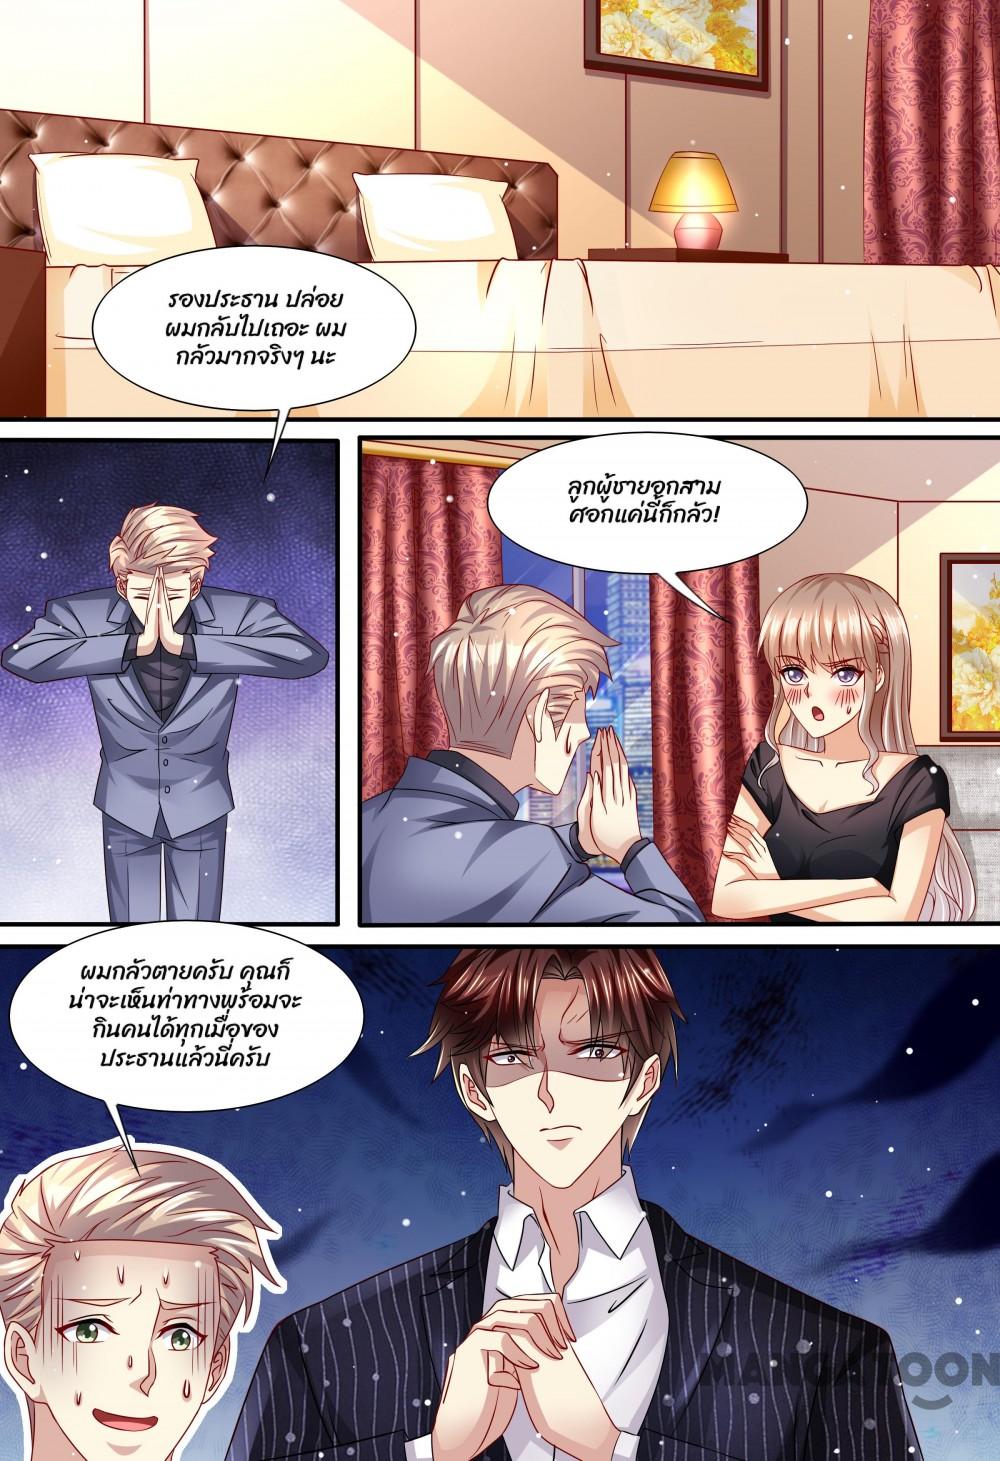 รองประธาน ปล่อย
ผมกลับไปเถอะ ผม
กลัวมากจริงๆ นะ
ลูกผู้ชายอกสาม
ศอกแค่นี้ก็กลัว!
ผมกลัวตายครับ คุณก็
น่าจะเห็นท่าทางพร้อมจะ
กินคนได้ทุกเมื่อของ
ประธานแล้วนี่ครับ
MANGATOON